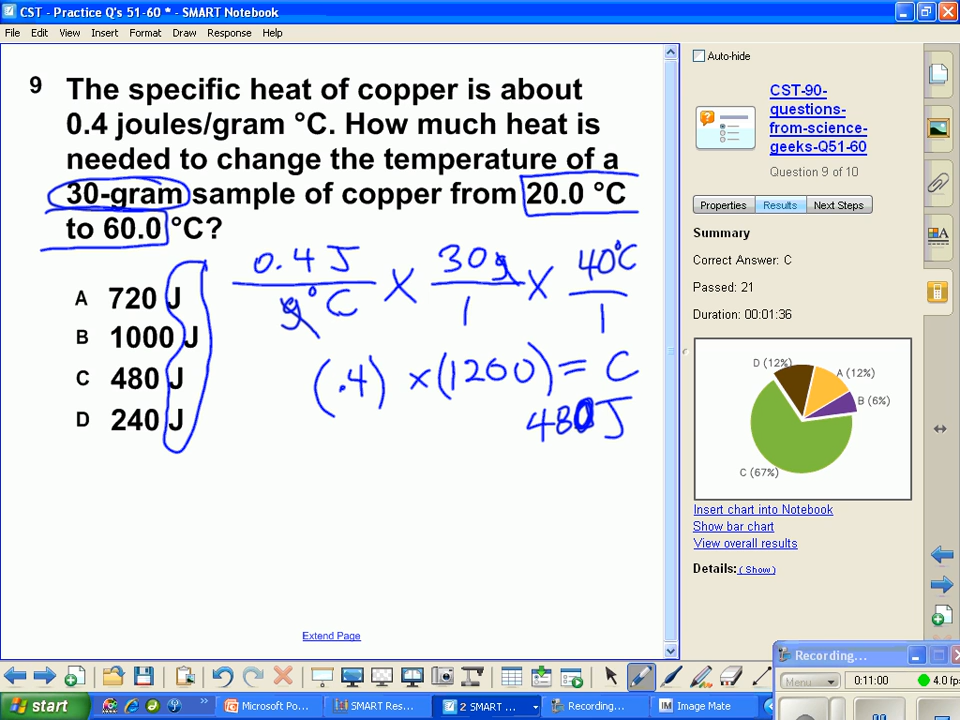 CST - Practice Q's 51-60 * - SMART Notebook
File Edit View Insert Format Draw Response Help
9 The specific heat of copper is about
0.4 joules/gram °C. How much heat is
needed to change the temperature of a
30-gram sample of copper from 20.0 °C
to 60.0 °C?
0.4 J X 30g X 40°C
g°C 1 1
A 720 J
B 1000 J
C 480 J
D 240 J
(.4) x (1200) = C
480 J
Extend Page
Auto-hide
CST-90-
questions-
from-science-
geeks-Q51-60
Question 9 of 10
Properties Results Next Steps
Summary
Correct Answer: C
Passed: 21
Duration: 00:01:36
D (12%)
A (12%)
B (6%)
C (67%)
Insert chart into Notebook
Show bar chart
View overall results
Details: ( Show )
Recording...
Menu 0:11:00 4.0 fp
start Microsoft Po... SMART Res... 2 SMART ... Recording... Image Mate